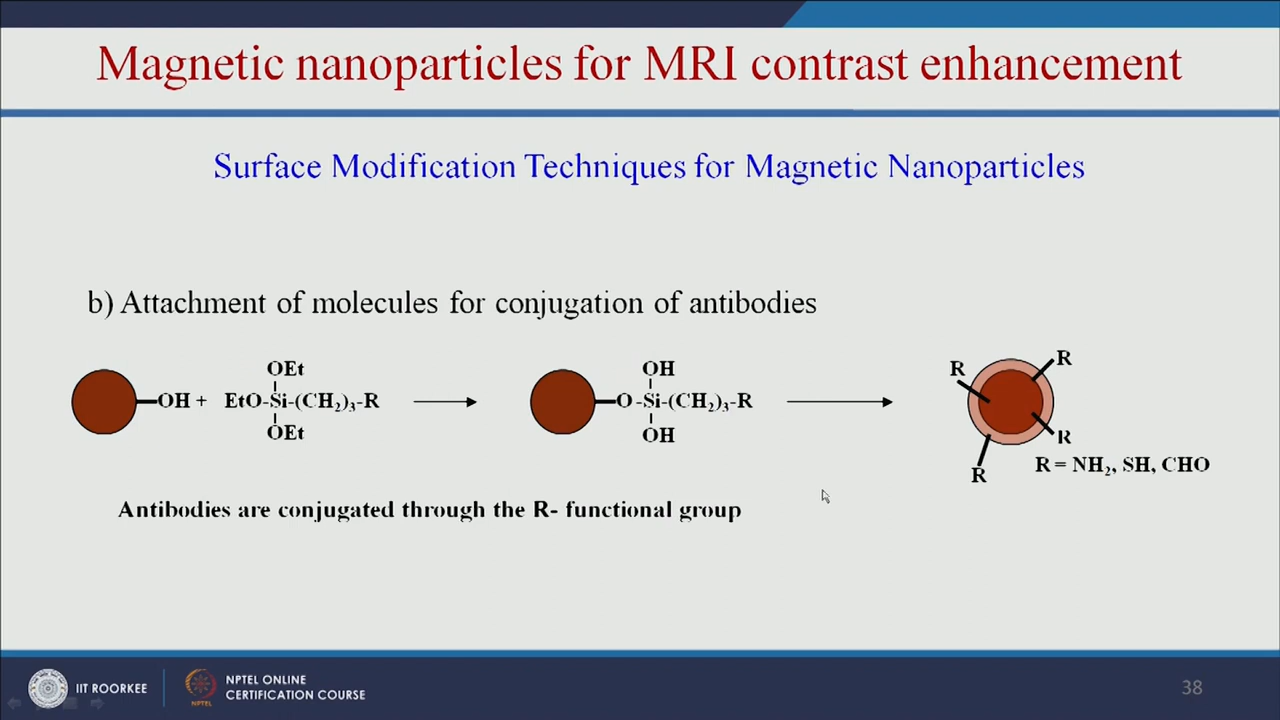 Magnetic nanoparticles for MRI contrast enhancement
Surface Modification Techniques for Magnetic Nanoparticles
b) Attachment of molecules for conjugation of antibodies
OEt
OH + EtO-Si-(CH₂)₃-R
OEt
OH
O -Si-(CH₂)₃-R
OH
R
R
R
R
R = NH₂, SH, CHO
Antibodies are conjugated through the R- functional group
IIT ROORKEE
NPTEL
NPTEL ONLINE
CERTIFICATION COURSE
38